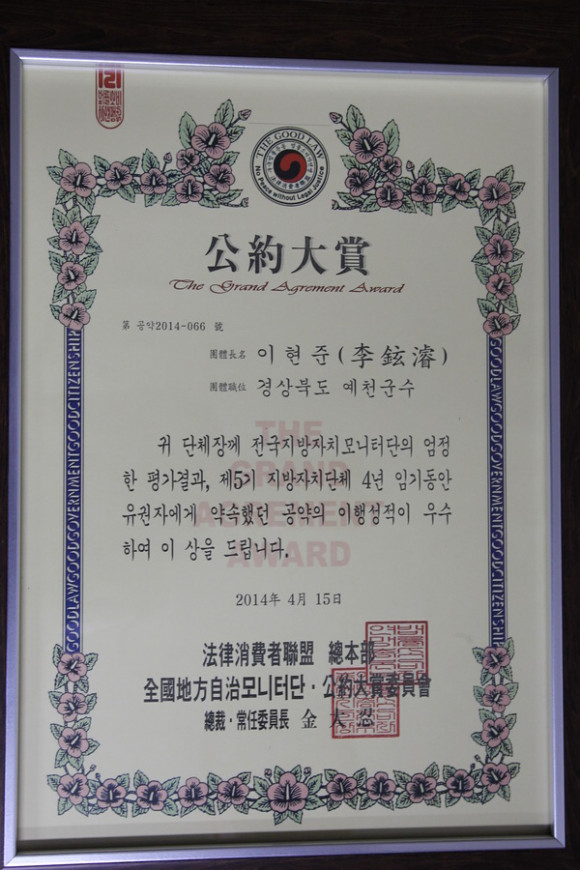 THE GOOD LAW
No Peace without Legal Justice
公約大賞
The Grand Agrement Award
第 공약2014-066 號
團體長名 이현준(李鉉濬)
團體職位 경상북도 예천군수
THE
GRAND
AGREEMENT
AWARD
귀 단체장께 전국지방자치모니터단의 엄정
한 평가결과, 제5기 지방자치단체 4년 임기동안
유권자에게 약속했던 공약의 이행성적이 우수
하여 이 상을 드립니다.
2014年 4月 15日
法律消費者聯盟 總本部
全國地方自治모니터단·公約大賞委員會
總裁·常任委員長 金大忍
GOODLAWGOODGOVERNMENTGOODCITIZENSHIP
GOODLAWGOODGOVERNMENTGOODCITIZENSHIP